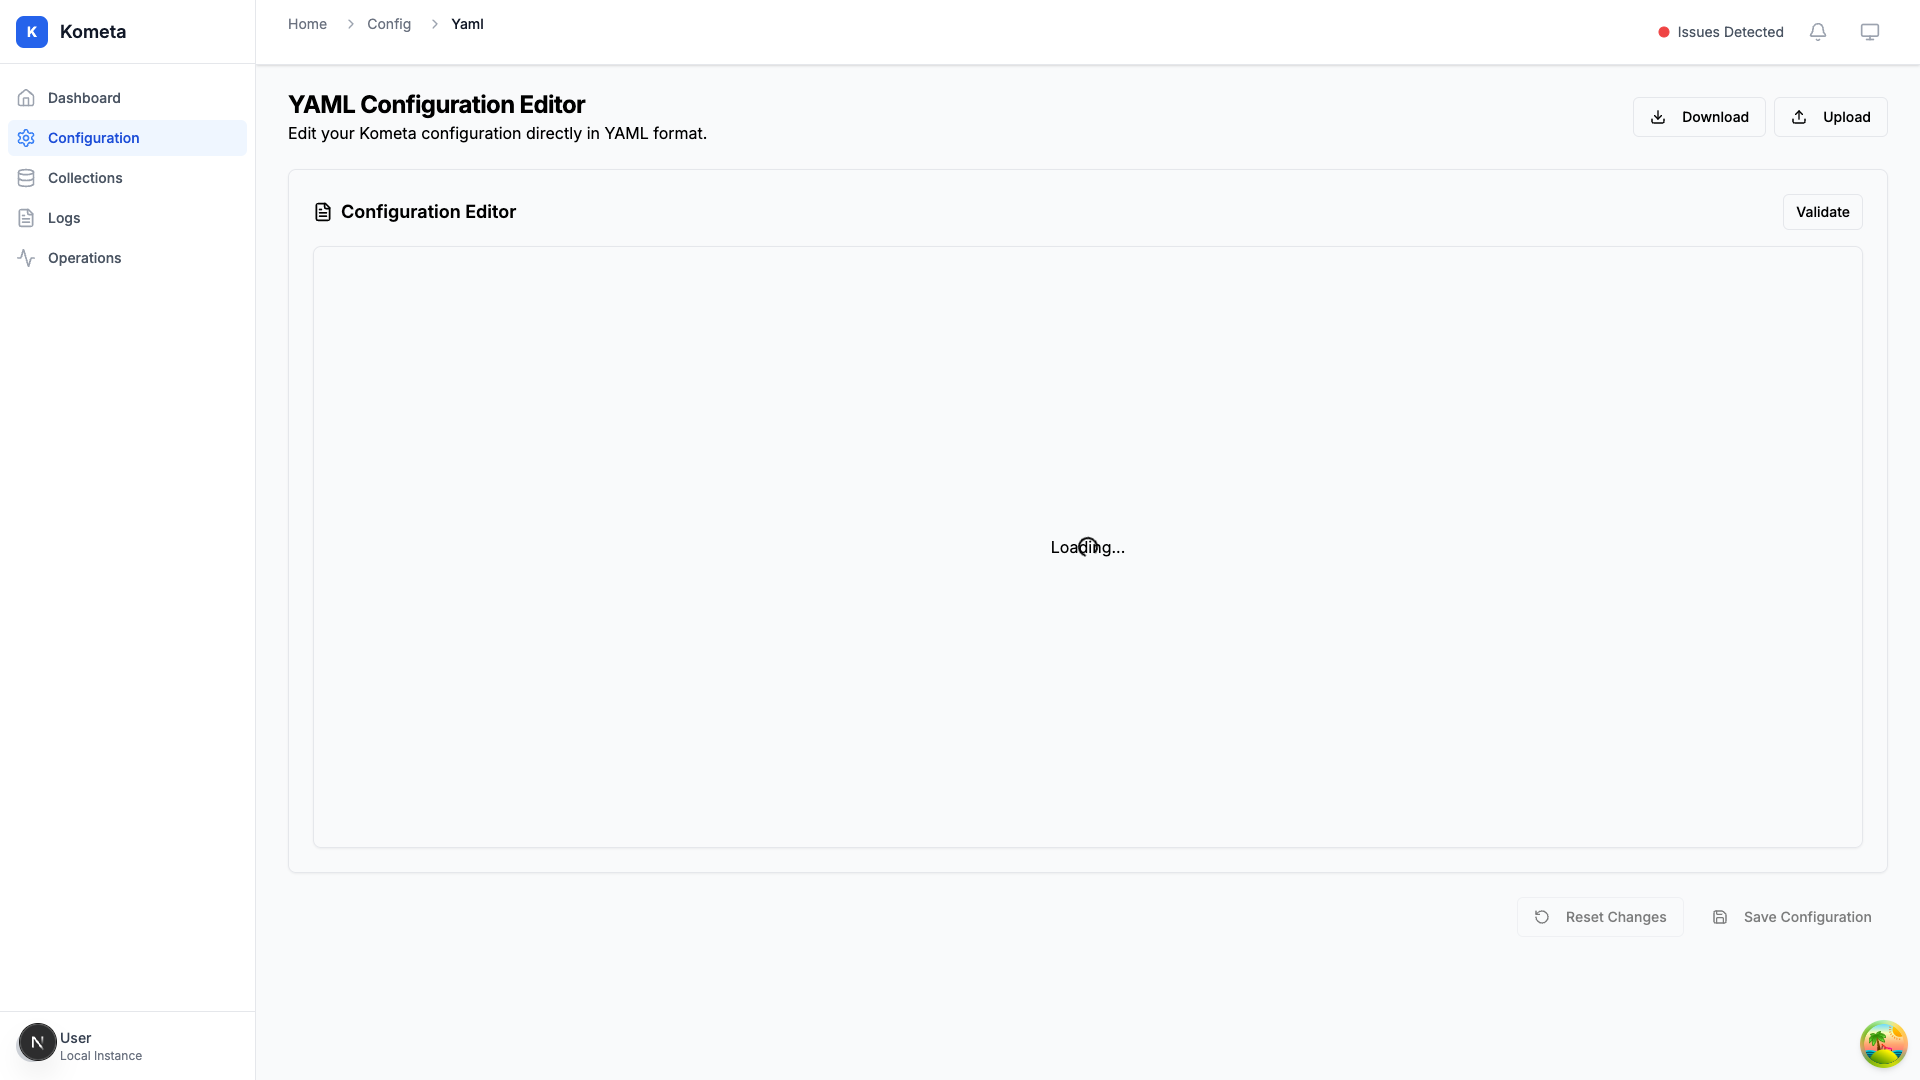 K Kometa
Home > Config > Yaml
Issues Detected
Dashboard
Configuration
Collections
Logs
Operations
YAML Configuration Editor
Edit your Kometa configuration directly in YAML format.
Download
Upload
Configuration Editor
Validate
Loading...
Reset Changes
Save Configuration
N
User
Local Instance